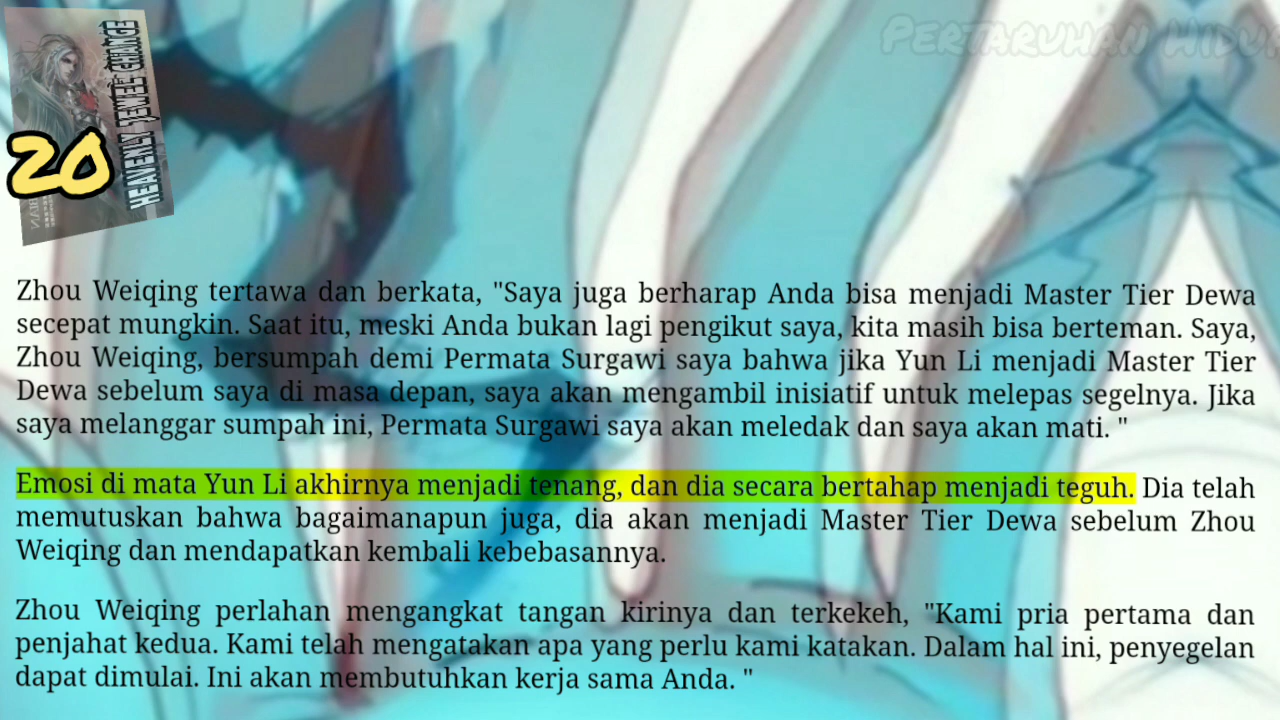 PERTARUHAN HIDUP
HEAVENLY JEWEL CHANGE
20
Zhou Weiqing tertawa dan berkata, "Saya juga berharap Anda bisa menjadi Master Tier Dewa
secepat mungkin. Saat itu, meski Anda bukan lagi pengikut saya, kita masih bisa berteman. Saya,
Zhou Weiqing, bersumpah demi Permata Surgawi saya bahwa jika Yun Li menjadi Master Tier
Dewa sebelum saya di masa depan, saya akan mengambil inisiatif untuk melepas segelnya. Jika
saya melanggar sumpah ini, Permata Surgawi saya akan meledak dan saya akan mati. "
Emosi di mata Yun Li akhirnya menjadi tenang, dan dia secara bertahap menjadi teguh. Dia telah
memutuskan bahwa bagaimanapun juga, dia akan menjadi Master Tier Dewa sebelum Zhou
Weiqing dan mendapatkan kembali kebebasannya.
Zhou Weiqing perlahan mengangkat tangan kirinya dan terkekeh, "Kami pria pertama dan
penjahat kedua. Kami telah mengatakan apa yang perlu kami katakan. Dalam hal ini, penyegelan
dapat dimulai. Ini akan membutuhkan kerja sama Anda. "